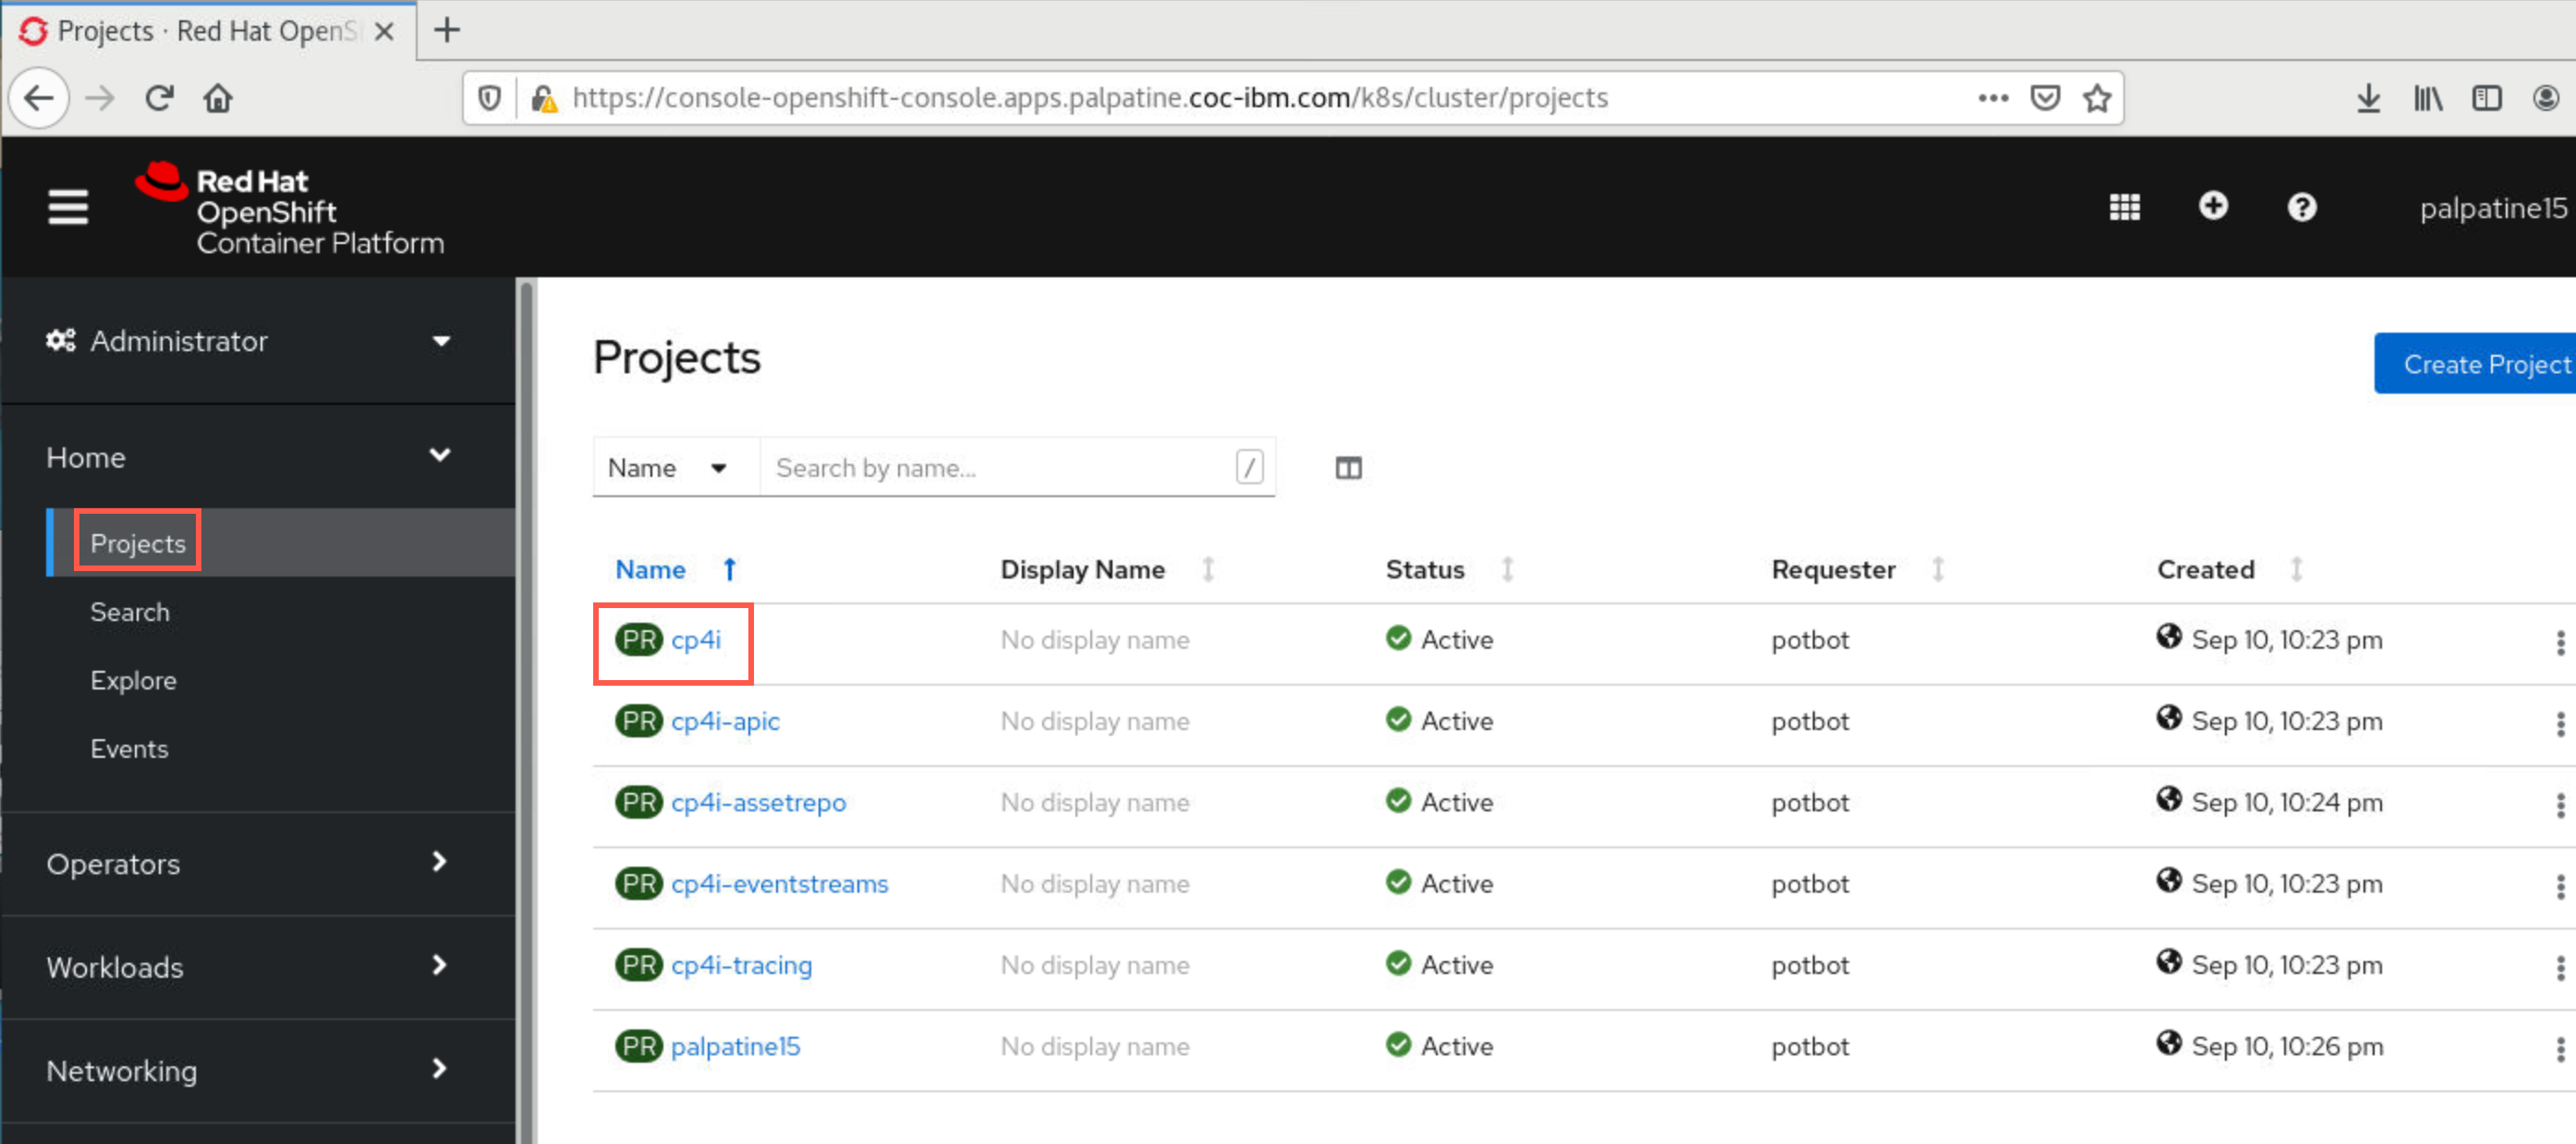 Projects · Red Hat OpenS
https://console-openshift-console.apps.palpatine.coc-ibm.com/k8s/cluster/projects
Red Hat
OpenShift
Container Platform
palpatine15
Administrator
Home
Projects
Search
Explore
Events
Operators
Workloads
Networking
Projects
Create Project
Name
Search by name...
/
Name Display Name Status Requester Created
PR cp4i No display name Active potbot Sep 10, 10:23 pm
PR cp4i-apic No display name Active potbot Sep 10, 10:23 pm
PR cp4i-assetrepo No display name Active potbot Sep 10, 10:24 pm
PR cp4i-eventstreams No display name Active potbot Sep 10, 10:23 pm
PR cp4i-tracing No display name Active potbot Sep 10, 10:23 pm
PR palpatine15 No display name Active potbot Sep 10, 10:26 pm